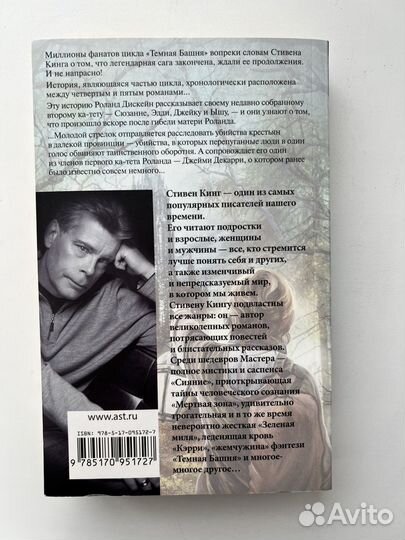 Миллионы фанатов цикла «Темная Башня» вопреки словам Стивена
Кинга о том, что легендарная сага закончена, ждали ее продолжения.
И не напрасно!
История, являющаяся частью цикла, хронологически расположена
между четвертым и пятым романами...
Эту историю Роланд Дискейн рассказывает своему недавно собранному
второму ка-тету — Сюзанне, Эдди, Джейку и Ышу, — и они узнают о том,
что произошло вскоре после гибели матери Роланда.
Молодой стрелок отправляется расследовать убийства крестьян
в далекой провинции — убийства, в которых перепуганные люди в один
голос обвиняют таинственного оборотня. А сопровождает его один
из членов первого ка-тета Роланда — Джейми Декарри, о котором ранее
было известно совсем немного...
Стивен Кинг — один из самых
популярных писателей нашего
времени.
Его читают подростки
и взрослые, женщины
и мужчины — все, кто стремится
лучше понять себя и других,
а также изменчивый
и непредсказуемый мир,
в котором мы живем.
Стивену Кингу подвластны
все жанры: он — автор
великолепных романов,
потрясающих повестей
и блистательных рассказов.
Среди шедевров Мастера —
полное мистики и саспенса
«Сияние», приоткрывающая
тайны человеческого сознания
«Мертвая зона», удивительно
трогательная и в то же время
невероятно жесткая «Зеленая
миля», леденящая кровь
«Кэрри», «жемчужина» фэнтези
«Темная Башня» и многое-
многое другое...
www.ast.ru
ISBN: 978-5-17-095172-7
9 785170 951727
Avito